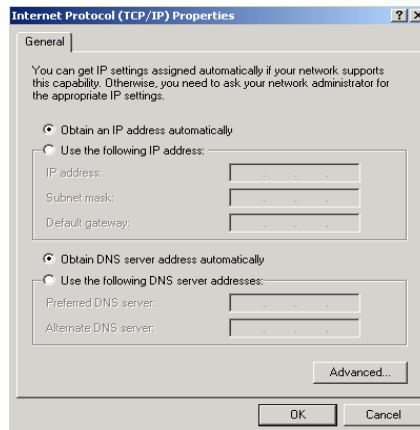 Internet Protocol (TCP/IP) Properties
General
You can get IP settings assigned automatically if your network supports
this capability. Otherwise, you need to ask your network administrator for
the appropriate IP settings.
Obtain an IP address automatically
Use the following IP address:
IP address:
Subnet mask:
Default gateway:
Obtain DNS server address automatically
Use the following DNS server addresses:
Preferred DNS server:
Alternate DNS server:
Advanced...
OK Cancel